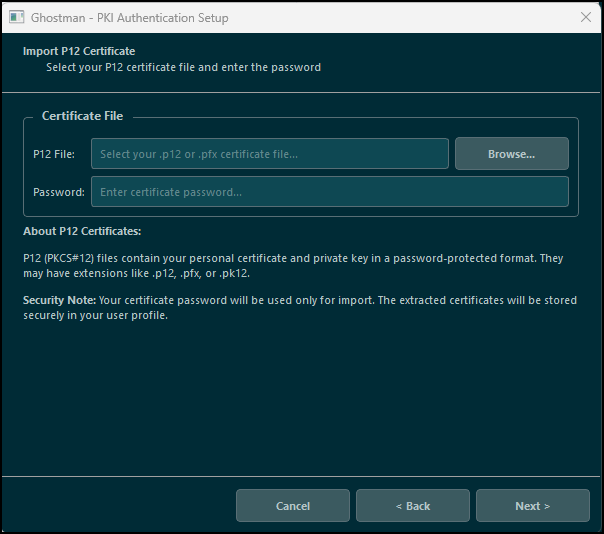 Ghostman - PKI Authentication Setup
Import P12 Certificate
Select your P12 certificate file and enter the password
Certificate File
P12 File: Select your .p12 or .pfx certificate file... Browse...
Password: Enter certificate password...
About P12 Certificates:
P12 (PKCS#12) files contain your personal certificate and private key in a password-protected format. They
may have extensions like .p12, .pfx, or .pk12.
Security Note: Your certificate password will be used only for import. The extracted certificates will be stored
securely in your user profile.
Cancel < Back Next >